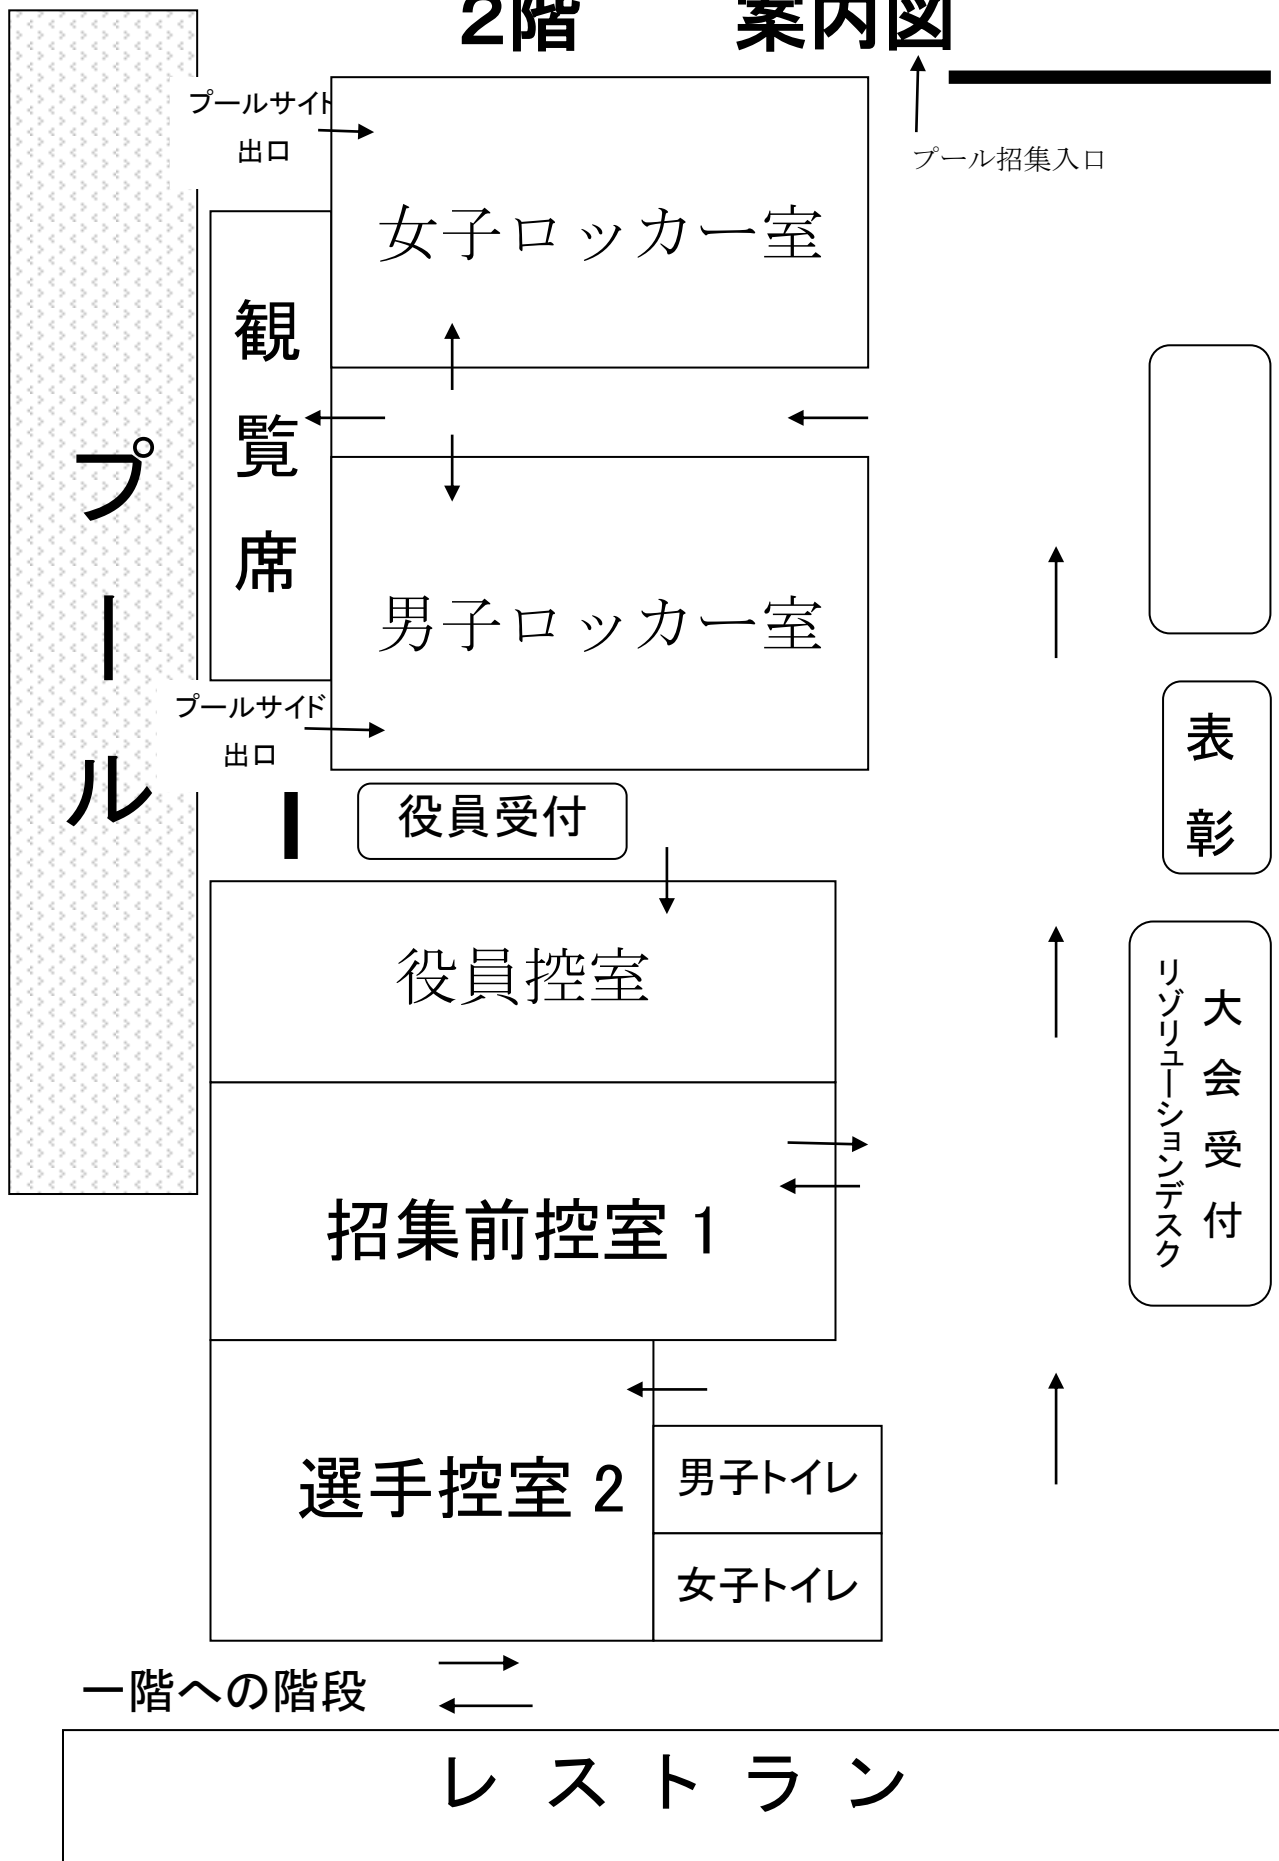 2階 案内図
プールサイド
出口
プール招集入口
女子ロッカー室
観覧席
プール
男子ロッカー室
プールサイド
出口
役員受付
表彰
役員控室
大会受付
リゾリューションデスク
招集前控室1
選手控室2
男子トイレ
女子トイレ
一階への階段
レストラン